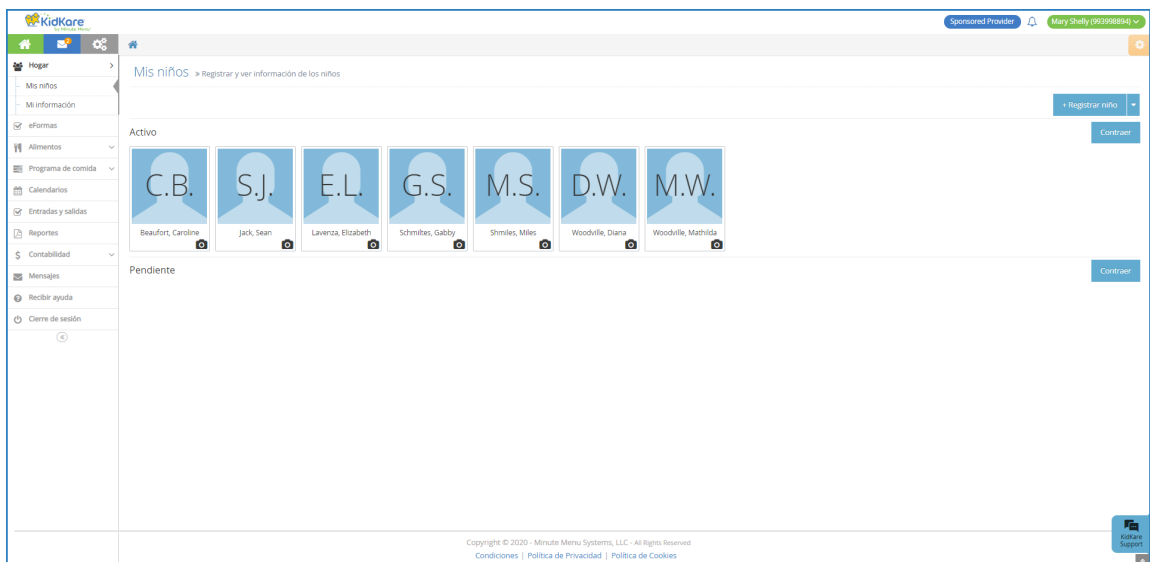 KidKare
by Minute Menu
Sponsored Provider
Mary Shelly (993998894)
Hogar
Mis niños
Mi información
eFormas
Alimentos
Programa de comida
Calendarios
Entradas y salidas
Reportes
Contabilidad
Mensajes
Recibir ayuda
Cierre de sesión
Mis niños » Registrar y ver información de los niños
+ Registrar niño
Activo
Contraer
C.B.
S.J.
E.L.
G.S.
M.S.
D.W.
M.W.
Beaufort, Caroline
Jack, Sean
Lavenza, Elizabeth
Schmiltes, Gabby
Shmiles, Miles
Woodville, Diana
Woodville, Mathilda
Pendiente
Contraer
Copyright © 2020 - Minute Menu Systems, LLC - All Rights Reserved
Condiciones | Política de Privacidad | Política de Cookies
KidKare
Support